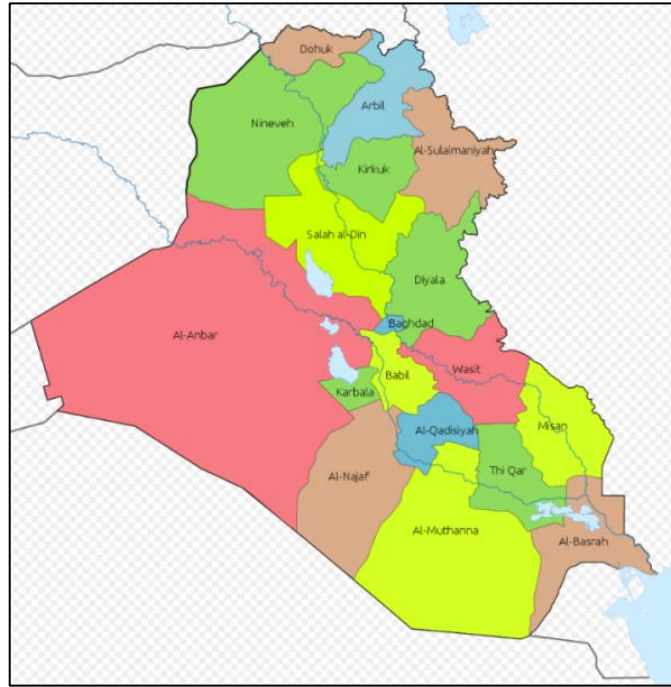 Dohuk
Arbil
Nineveh
Al-Sulaimaniyah
Kirkuk
Salah al-Din
Diyala
Baghdad
Al-Anbar
Wasit
Babil
Karbala
Misan
Al-Qadisiyah
Thi Qar
Al-Najaf
Al-Muthanna
Al-Basrah